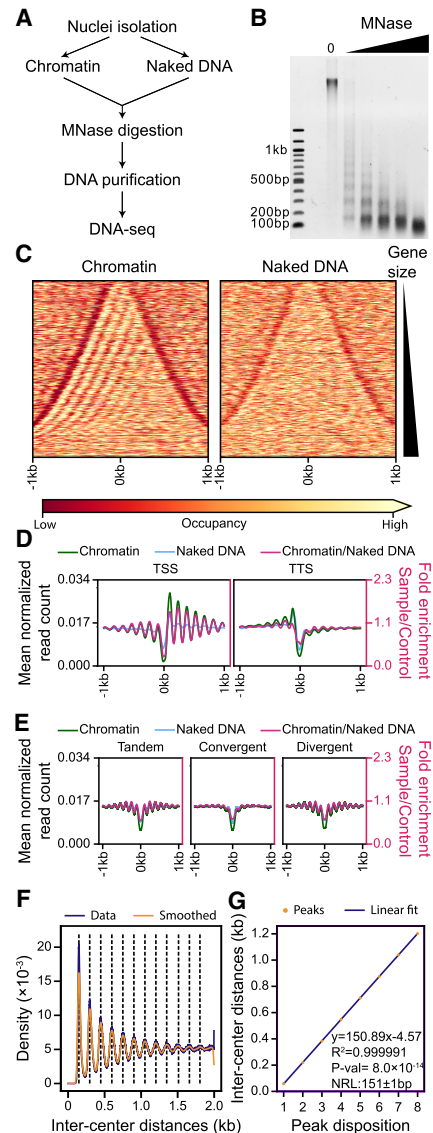 A
Nuclei isolation
Chromatin
Naked DNA
MNase digestion
DNA purification
DNA-seq
B
MNase
0
1kb
500bp
200bp
100bp
C
Chromatin
Naked DNA
Gene size
-1kb
0kb
1kb
-1kb
0kb
1kb
Low
Occupancy
High
D
Chromatin
Naked DNA
Chromatin/Naked DNA
TSS
TTS
Mean normalized read count
0.034
0.017
0.000
2.3
1.1
0.0
Fold enrichment Sample/Control
-1kb
0kb
1kb
-1kb
0kb
1kb
E
Chromatin
Naked DNA
Chromatin/Naked DNA
Tandem
Convergent
Divergent
Mean normalized read count
0.034
0.017
0.000
2.3
1.1
0.0
Fold enrichment Sample/Control
-1kb
0kb
1kb
-1kb
0kb
1kb
-1kb
0kb
1kb
F
Data
Smoothed
Density (×10⁻³)
20
15
10
5
0
0
0.5
1.0
1.5
2.0
Inter-center distances (kb)
G
Peaks
Linear fit
Inter-center distances (kb)
1.2
1.0
0.8
0.6
0.4
0.2
0.0
y=150.89x-4.57
R²=0.999991
P-val= 8.0×10⁻¹⁴
NRL:151±1bp
1 2 3 4 5 6 7 8
Peak disposition